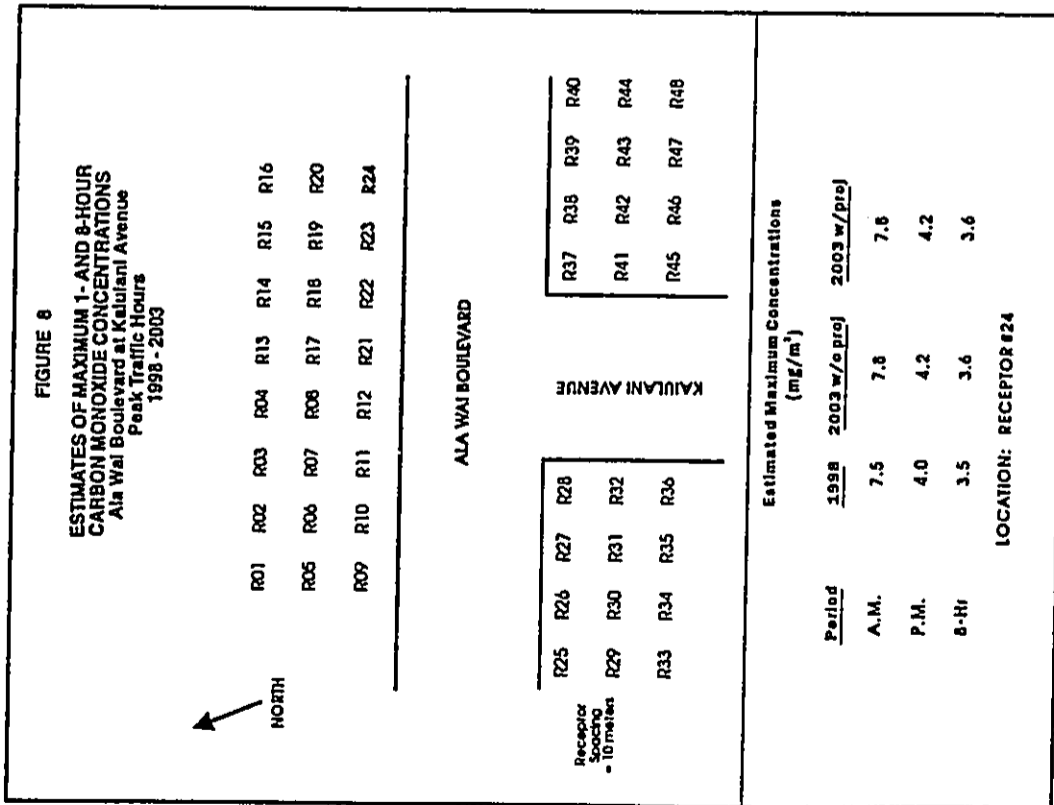 FIGURE 8
ESTIMATES OF MAXIMUM 1- AND 8-HOUR
CARBON MONOXIDE CONCENTRATIONS
Ala Wai Boulevard at Kaiulani Avenue
Peak Traffic Hours
1998 - 2003
NORTH
R01 R02 R03 R04 R13 R14 R15 R16
R05 R06 R07 R08 R17 R18 R19 R20
R09 R10 R11 R12 R21 R22 R23 R24
ALA WAI BOULEVARD
Receptor
Spacing
= 10 meters
R25 R26 R27 R28
R29 R30 R31 R32
R33 R34 R35 R36
KAIULANI AVENUE
R37 R38 R39 R40
R41 R42 R43 R44
R45 R46 R47 R48
Estimated Maximum Concentrations
(mg/m³)
Period 1998 2003 w/o proj 2003 w/proj
A.M. 7.5 7.8 7.8
P.M. 4.0 4.2 4.2
8-Hr 3.5 3.6 3.6
LOCATION: RECEPTOR #24